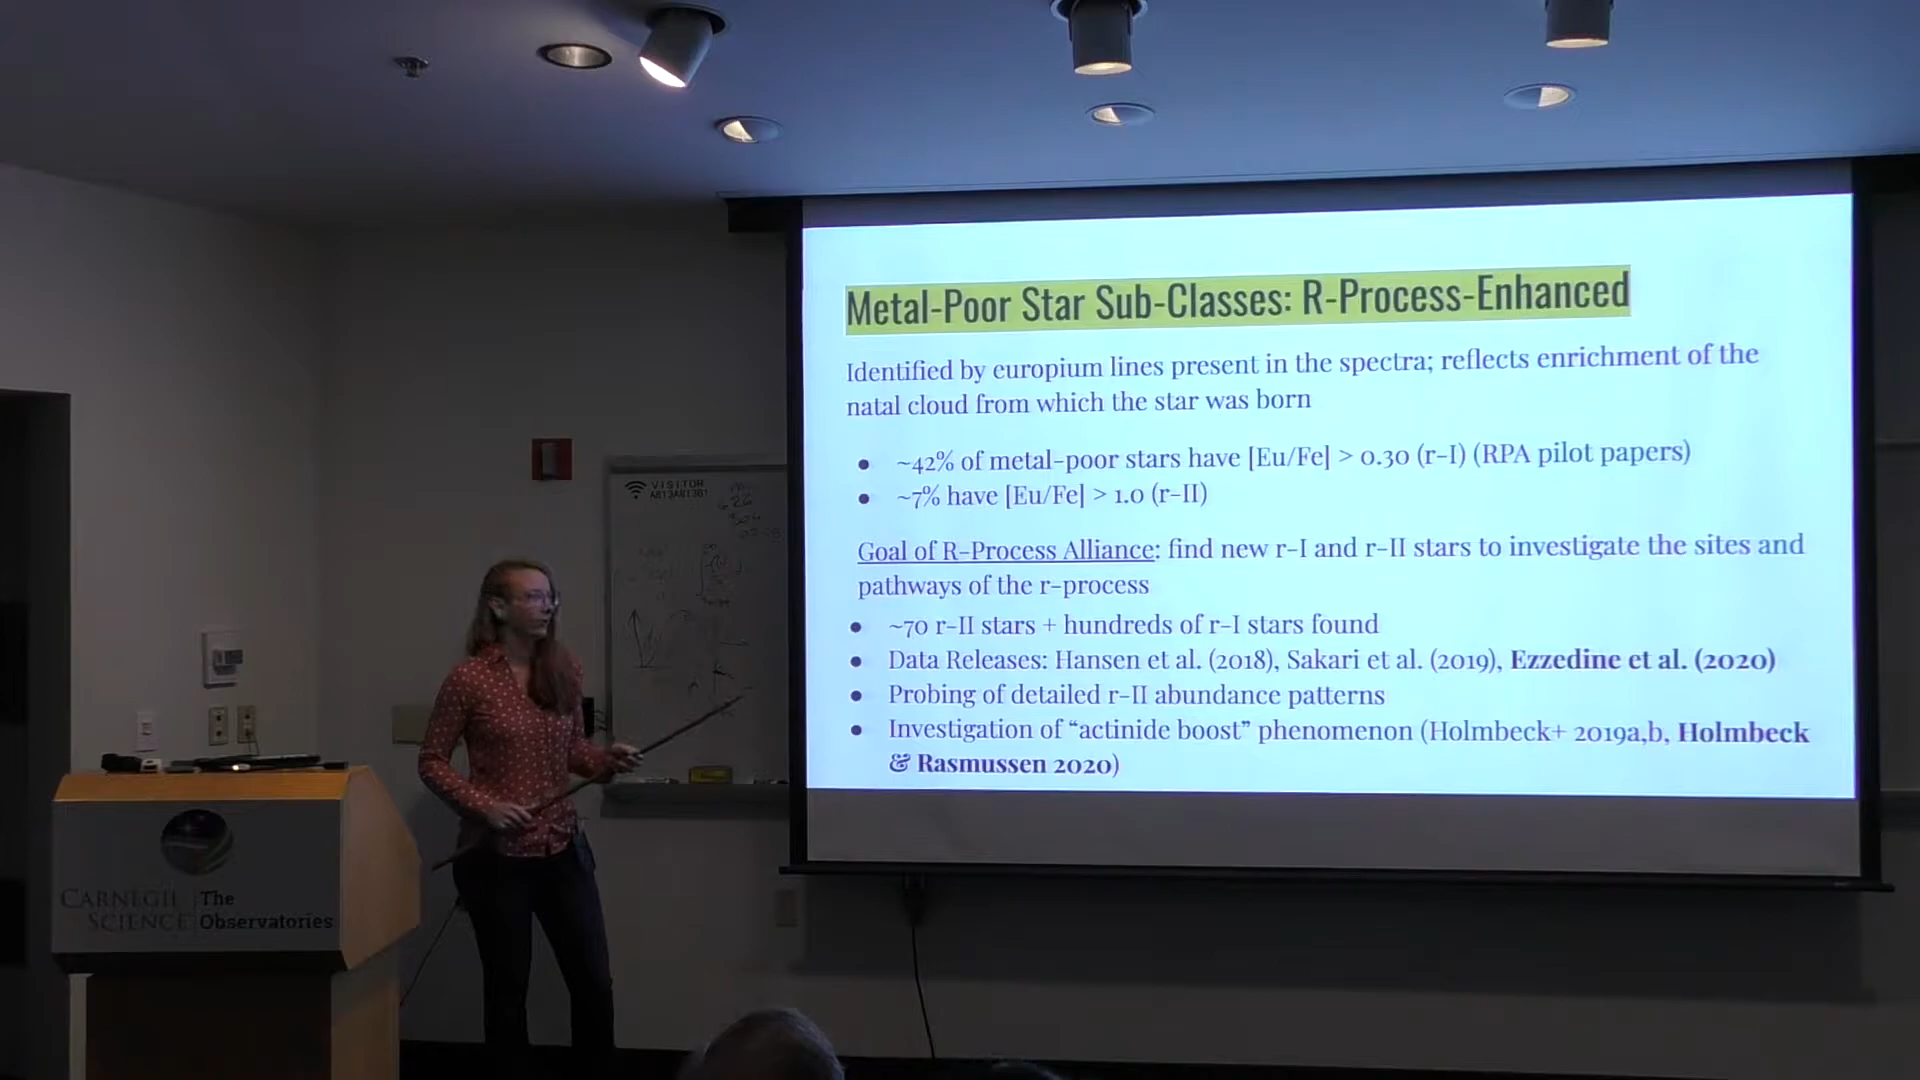 Metal-Poor Star Sub-Classes: R-Process-Enhanced
Identified by europium lines present in the spectra; reflects enrichment of the
natal cloud from which the star was born
• ~42% of metal-poor stars have [Eu/Fe] > 0.30 (r-I) (RPA pilot papers)
• ~7% have [Eu/Fe] > 1.0 (r-II)
Goal of R-Process Alliance: find new r-I and r-II stars to investigate the sites and
pathways of the r-process
• ~70 r-II stars + hundreds of r-I stars found
• Data Releases: Hansen et al. (2018), Sakari et al. (2019), Ezzedine et al. (2020)
• Probing of detailed r-II abundance patterns
• Investigation of “actinide boost” phenomenon (Holmbeck+ 2019a,b, Holmbeck
& Rasmussen 2020)
VISITOR
CARNEGIE SCIENCE
The Observatories